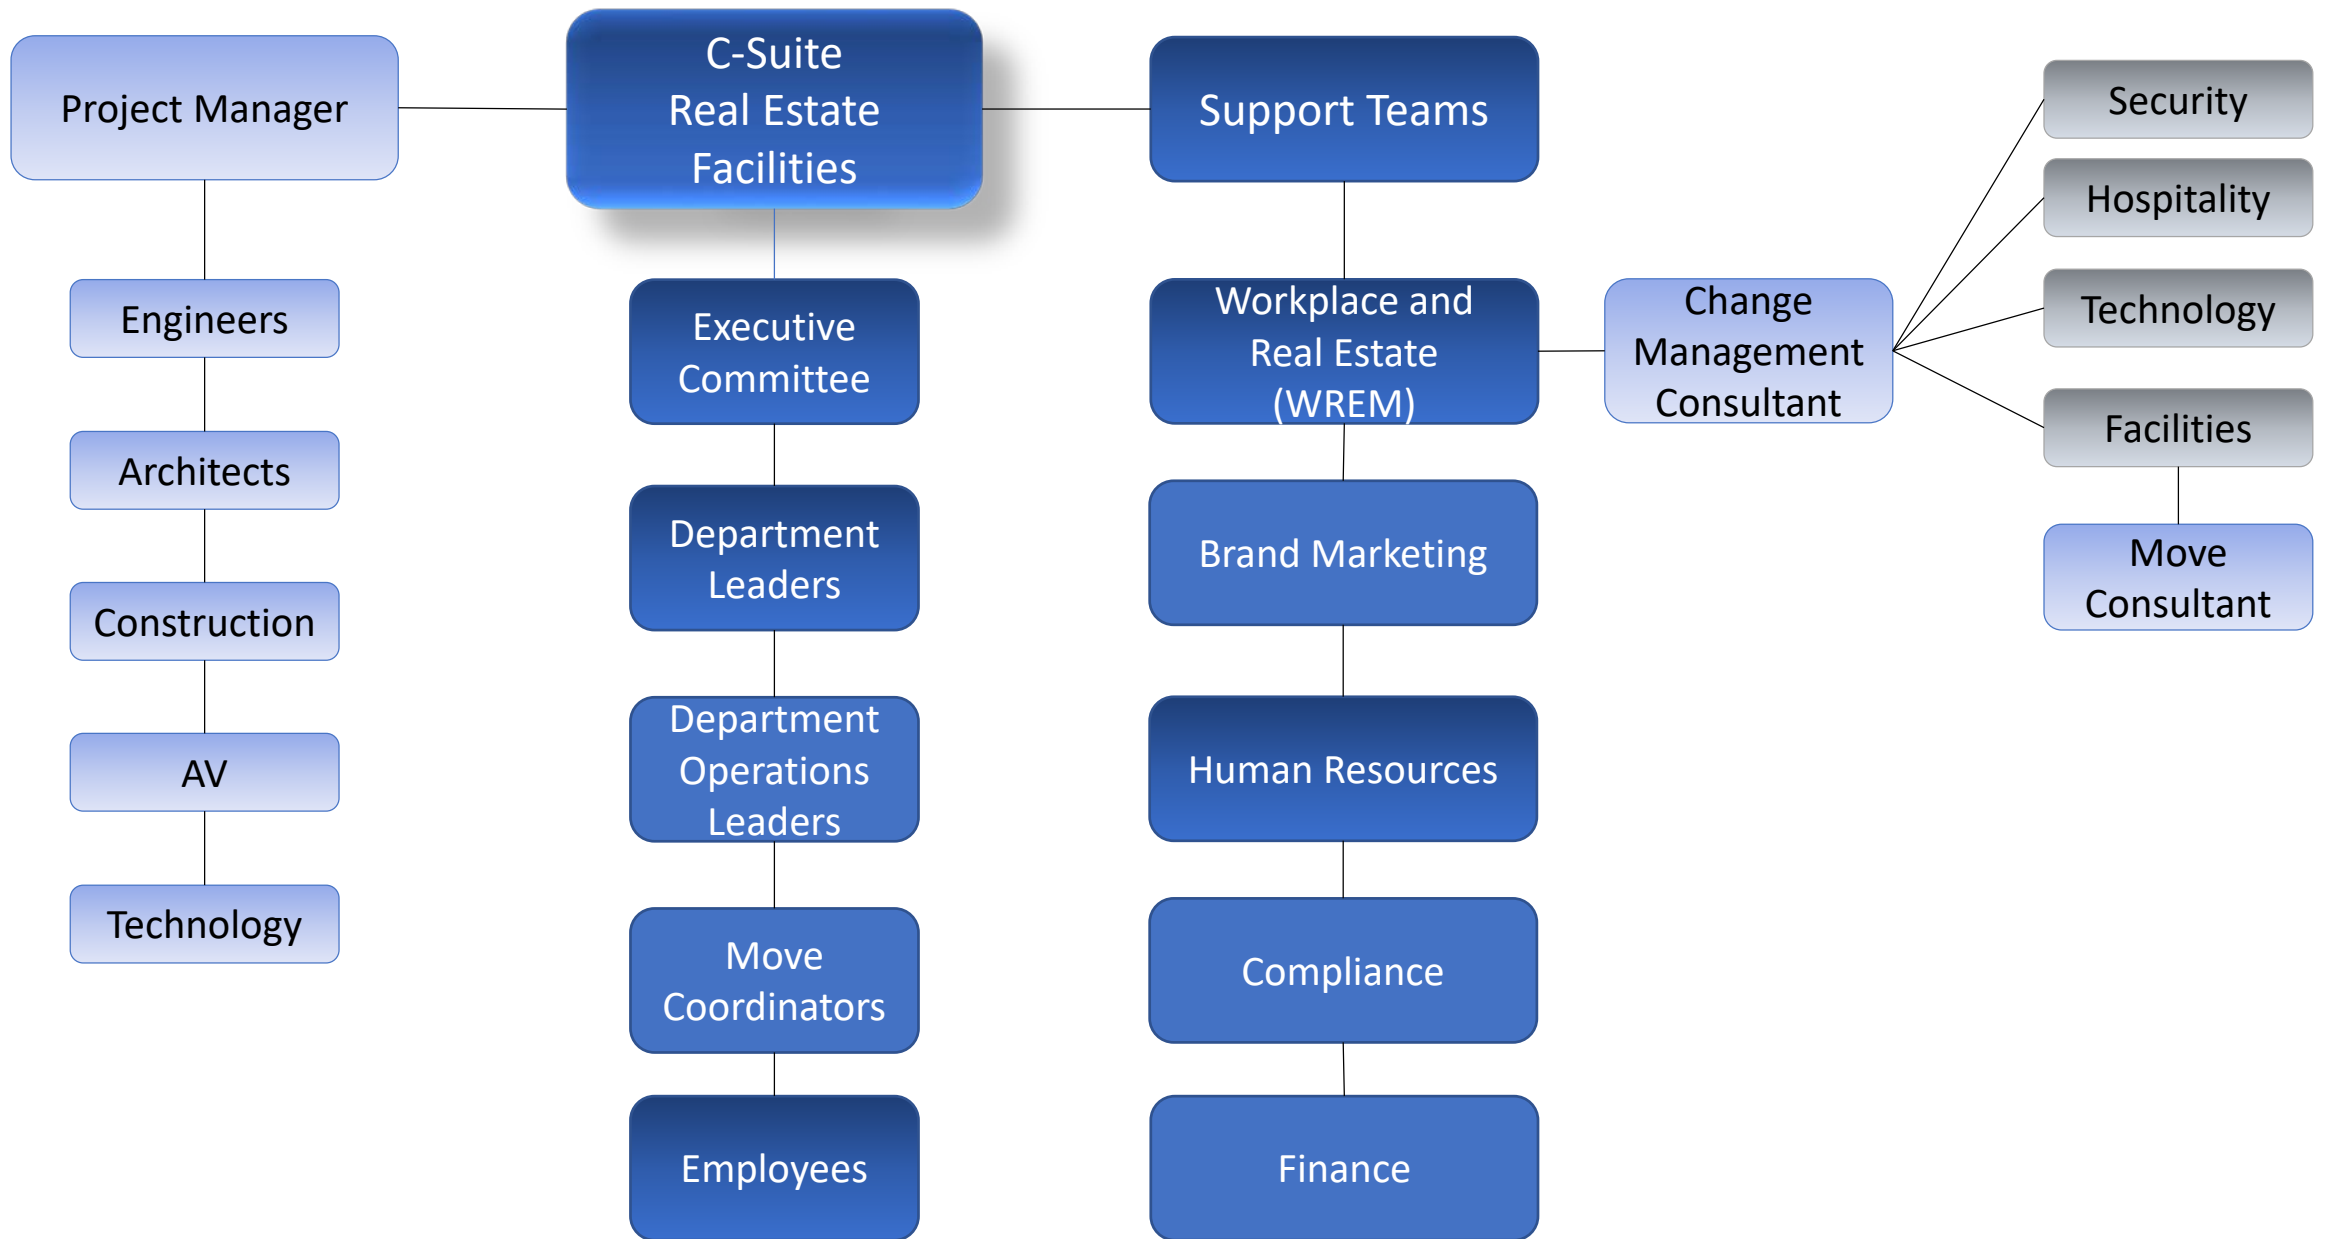 Project Manager
C-Suite
Real Estate
Facilities
Support Teams
Security
Hospitality
Technology
Facilities
Move
Consultant
Engineers
Architects
Construction
AV
Technology
Executive
Committee
Department
Leaders
Department
Operations
Leaders
Move
Coordinators
Employees
Workplace and
Real Estate
(WREM)
Change
Management
Consultant
Brand Marketing
Human Resources
Compliance
Finance